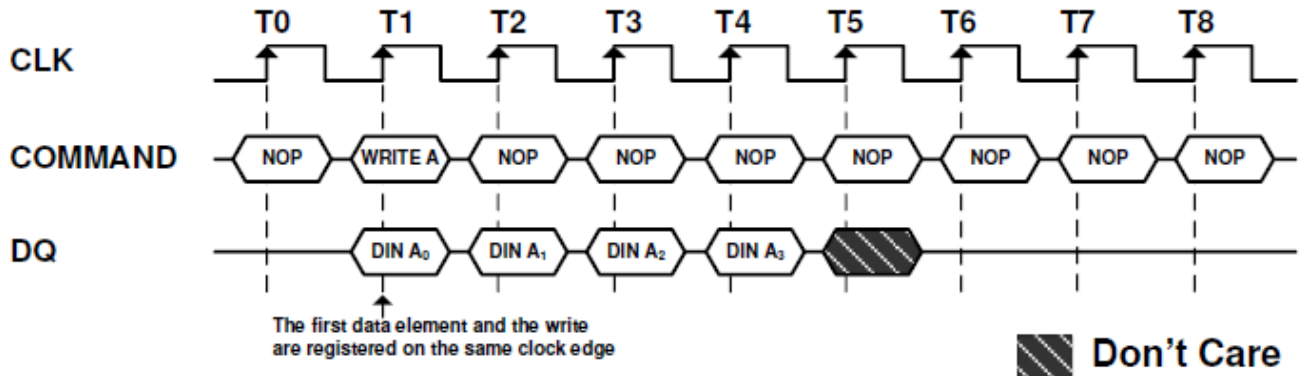 T0 T1 T2 T3 T4 T5 T6 T7 T8
CLK
COMMAND NOP WRITE A NOP NOP NOP NOP NOP NOP NOP
DQ DIN A₀ DIN A₁ DIN A₂ DIN A₃
The first data element and the write
are registered on the same clock edge
Don't Care